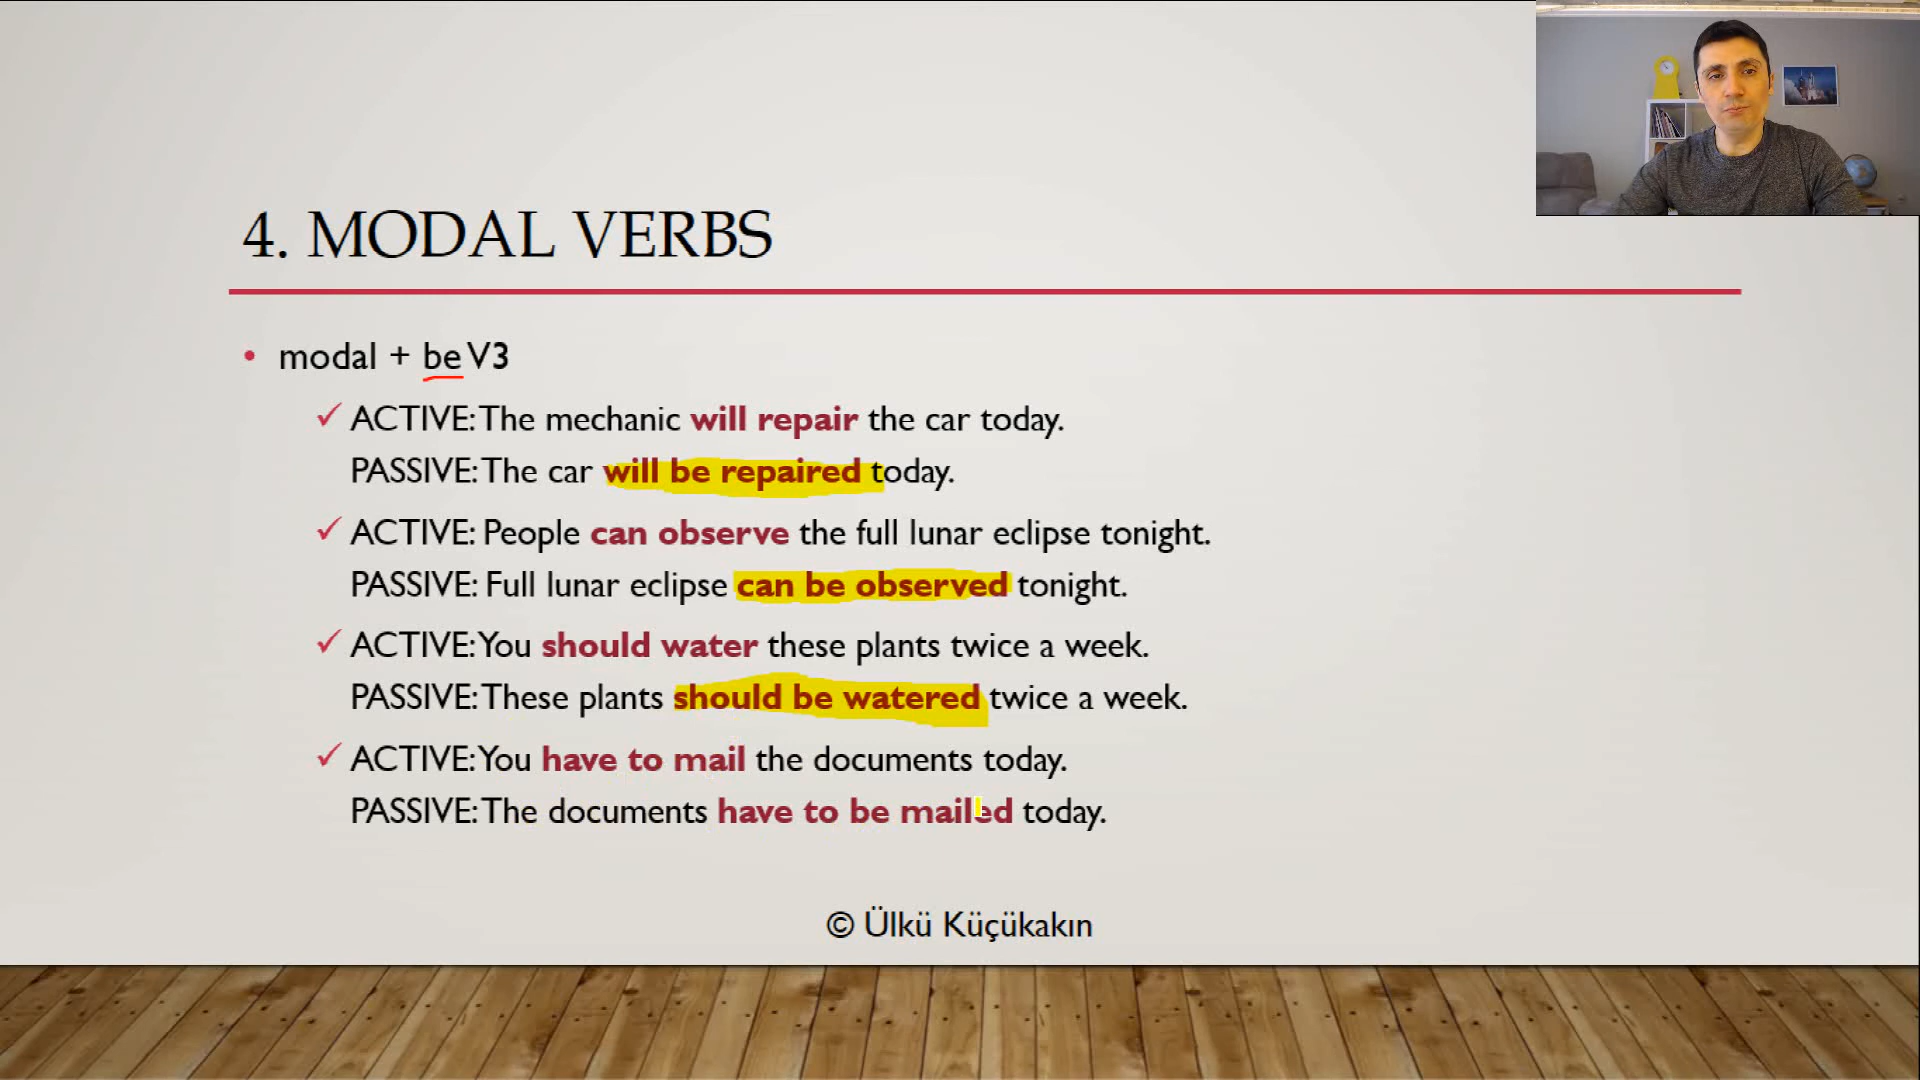 4. MODAL VERBS
• modal + be V3
✓ ACTIVE: The mechanic will repair the car today.
PASSIVE: The car will be repaired today.
✓ ACTIVE: People can observe the full lunar eclipse tonight.
PASSIVE: Full lunar eclipse can be observed tonight.
✓ ACTIVE: You should water these plants twice a week.
PASSIVE: These plants should be watered twice a week.
✓ ACTIVE: You have to mail the documents today.
PASSIVE: The documents have to be mailed today.
© Ülkü Küçükakın